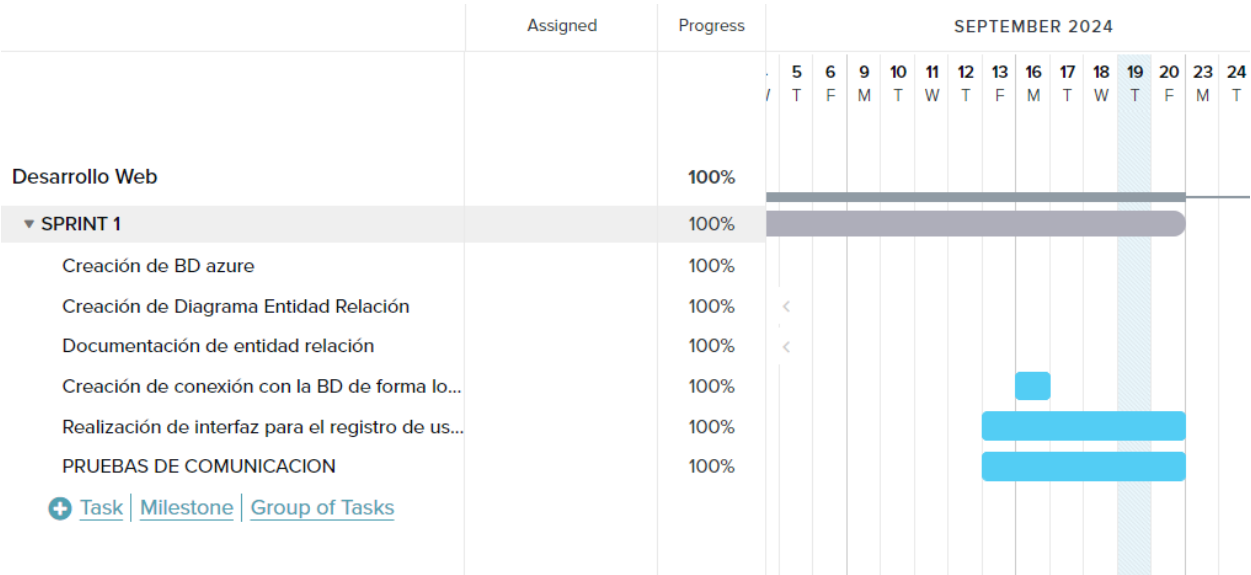 Assigned Progress SEPTEMBER 2024
5 6 9 10 11 12 13 16 17 18 19 20 23 24
T F M T W T F M T W T F M T
Desarrollo Web 100%
SPRINT 1 100%
Creación de BD azure 100%
Creación de Diagrama Entidad Relación 100%
Documentación de entidad relación 100%
Creación de conexión con la BD de forma lo... 100%
Realización de interfaz para el registro de us... 100%
PRUEBAS DE COMUNICACION 100%
Task Milestone Group of Tasks